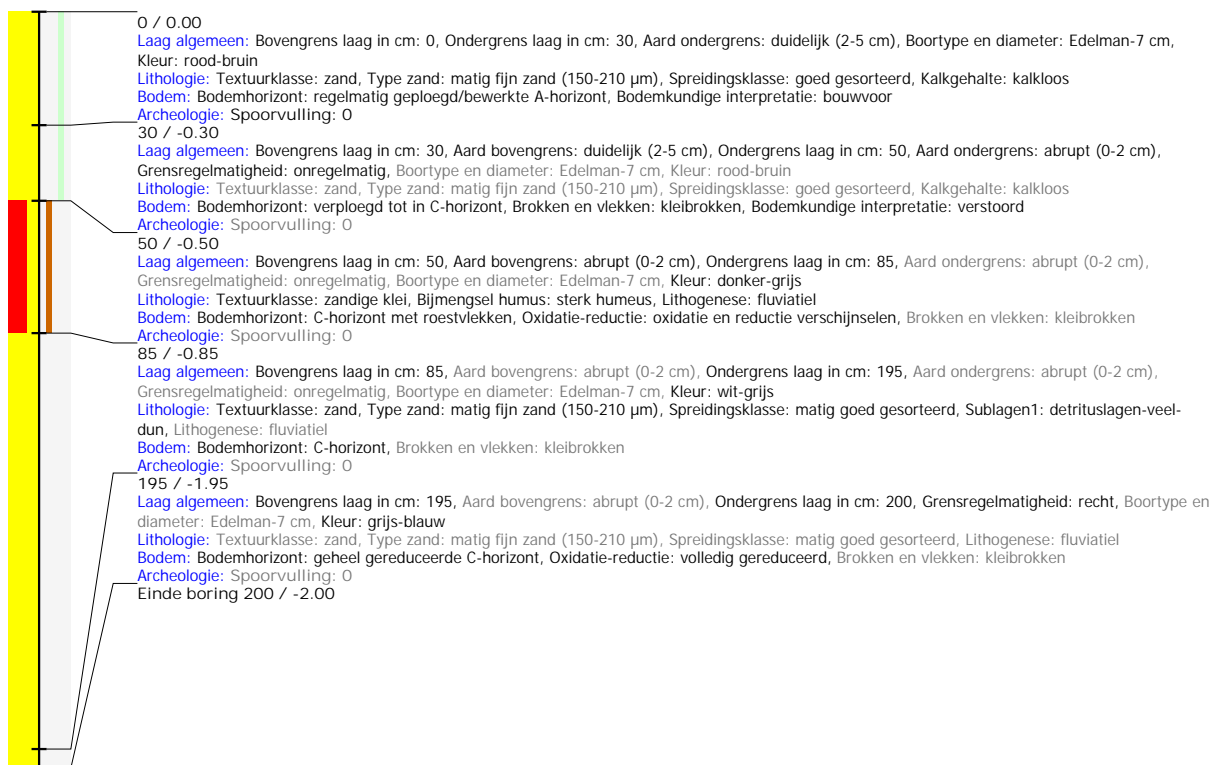 0 / 0.00
Laag algemeen: Bovengrens laag in cm: 0, Ondergrens laag in cm: 30, Aard ondergrens: duidelijk (2-5 cm), Boortype en diameter: Edelman-7 cm,
Kleur: rood-bruin
Lithologie: Textuurklasse: zand, Type zand: matig fijn zand (150-210 µm), Spreidingsklasse: goed gesorteerd, Kalkgehalte: kalkloos
Bodem: Bodemhorizont: regelmatig geploegd/bewerkte A-horizont, Bodemkundige interpretatie: bouwvoor
Archeologie: Spoorvulling: 0
30 / -0.30
Laag algemeen: Bovengrens laag in cm: 30, Aard bovengrens: duidelijk (2-5 cm), Ondergrens laag in cm: 50, Aard ondergrens: abrupt (0-2 cm),
Grensregelmatigheid: onregelmatig, Boortype en diameter: Edelman-7 cm, Kleur: rood-bruin
Lithologie: Textuurklasse: zand, Type zand: matig fijn zand (150-210 µm), Spreidingsklasse: goed gesorteerd, Kalkgehalte: kalkloos
Bodem: Bodemhorizont: verploegd tot in C-horizont, Brokken en vlekken: kleibrokken, Bodemkundige interpretatie: verstoord
Archeologie: Spoorvulling: 0
50 / -0.50
Laag algemeen: Bovengrens laag in cm: 50, Aard bovengrens: abrupt (0-2 cm), Ondergrens laag in cm: 85, Aard ondergrens: abrupt (0-2 cm),
Grensregelmatigheid: onregelmatig, Boortype en diameter: Edelman-7 cm, Kleur: donker-grijs
Lithologie: Textuurklasse: zandige klei, Bijmengsel humus: sterk humeus, Lithogenese: fluviatiel
Bodem: Bodemhorizont: C-horizont met roestvlekken, Oxidatie-reductie: oxidatie en reductie verschijnselen, Brokken en vlekken: kleibrokken
Archeologie: Spoorvulling: 0
85 / -0.85
Laag algemeen: Bovengrens laag in cm: 85, Aard bovengrens: abrupt (0-2 cm), Ondergrens laag in cm: 195, Aard ondergrens: abrupt (0-2 cm),
Grensregelmatigheid: onregelmatig, Boortype en diameter: Edelman-7 cm, Kleur: wit-grijs
Lithologie: Textuurklasse: zand, Type zand: matig fijn zand (150-210 µm), Spreidingsklasse: matig goed gesorteerd, Sublagen1: detrituslagen-veel-
dun, Lithogenese: fluviatiel
Bodem: Bodemhorizont: C-horizont, Brokken en vlekken: kleibrokken
Archeologie: Spoorvulling: 0
195 / -1.95
Laag algemeen: Bovengrens laag in cm: 195, Aard bovengrens: abrupt (0-2 cm), Ondergrens laag in cm: 200, Grensregelmatigheid: recht, Boortype en
diameter: Edelman-7 cm, Kleur: grijs-blauw
Lithologie: Textuurklasse: zand, Type zand: matig fijn zand (150-210 µm), Spreidingsklasse: matig goed gesorteerd, Lithogenese: fluviatiel
Bodem: Bodemhorizont: geheel gereduceerde C-horizont, Oxidatie-reductie: volledig gereduceerd, Brokken en vlekken: kleibrokken
Archeologie: Spoorvulling: 0
Einde boring 200 / -2.00